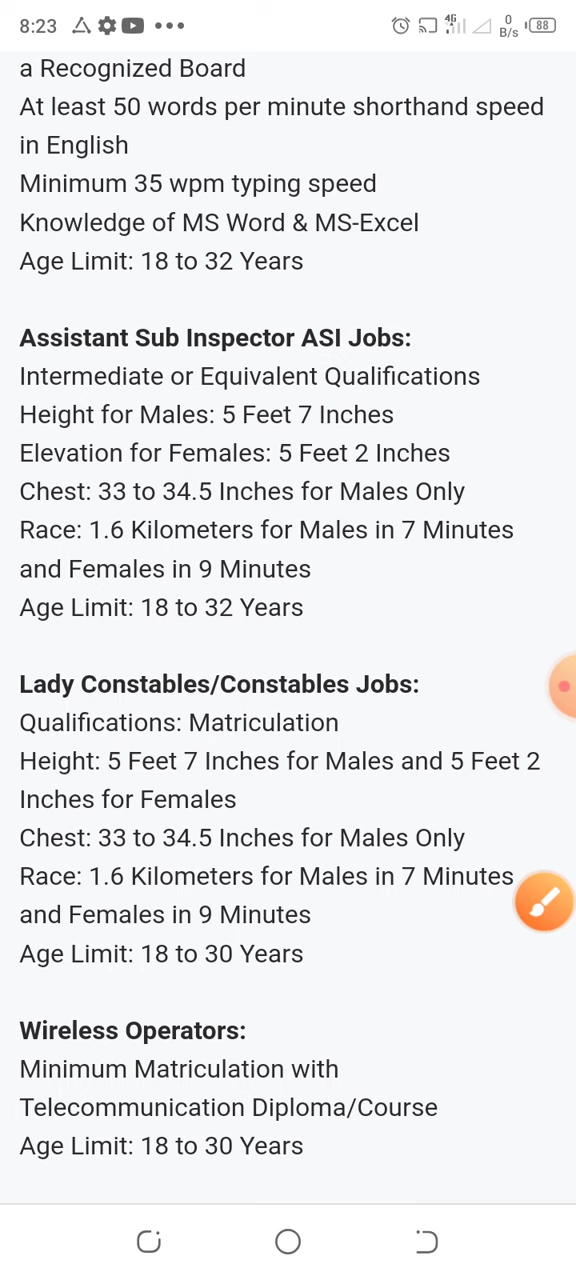 8:23
4G
0
B/s
88
a Recognized Board
At least 50 words per minute shorthand speed
in English
Minimum 35 wpm typing speed
Knowledge of MS Word & MS-Excel
Age Limit: 18 to 32 Years
Assistant Sub Inspector ASI Jobs:
Intermediate or Equivalent Qualifications
Height for Males: 5 Feet 7 Inches
Elevation for Females: 5 Feet 2 Inches
Chest: 33 to 34.5 Inches for Males Only
Race: 1.6 Kilometers for Males in 7 Minutes
and Females in 9 Minutes
Age Limit: 18 to 32 Years
Lady Constables/Constables Jobs:
Qualifications: Matriculation
Height: 5 Feet 7 Inches for Males and 5 Feet 2
Inches for Females
Chest: 33 to 34.5 Inches for Males Only
Race: 1.6 Kilometers for Males in 7 Minutes
and Females in 9 Minutes
Age Limit: 18 to 30 Years
Wireless Operators:
Minimum Matriculation with
Telecommunication Diploma/Course
Age Limit: 18 to 30 Years